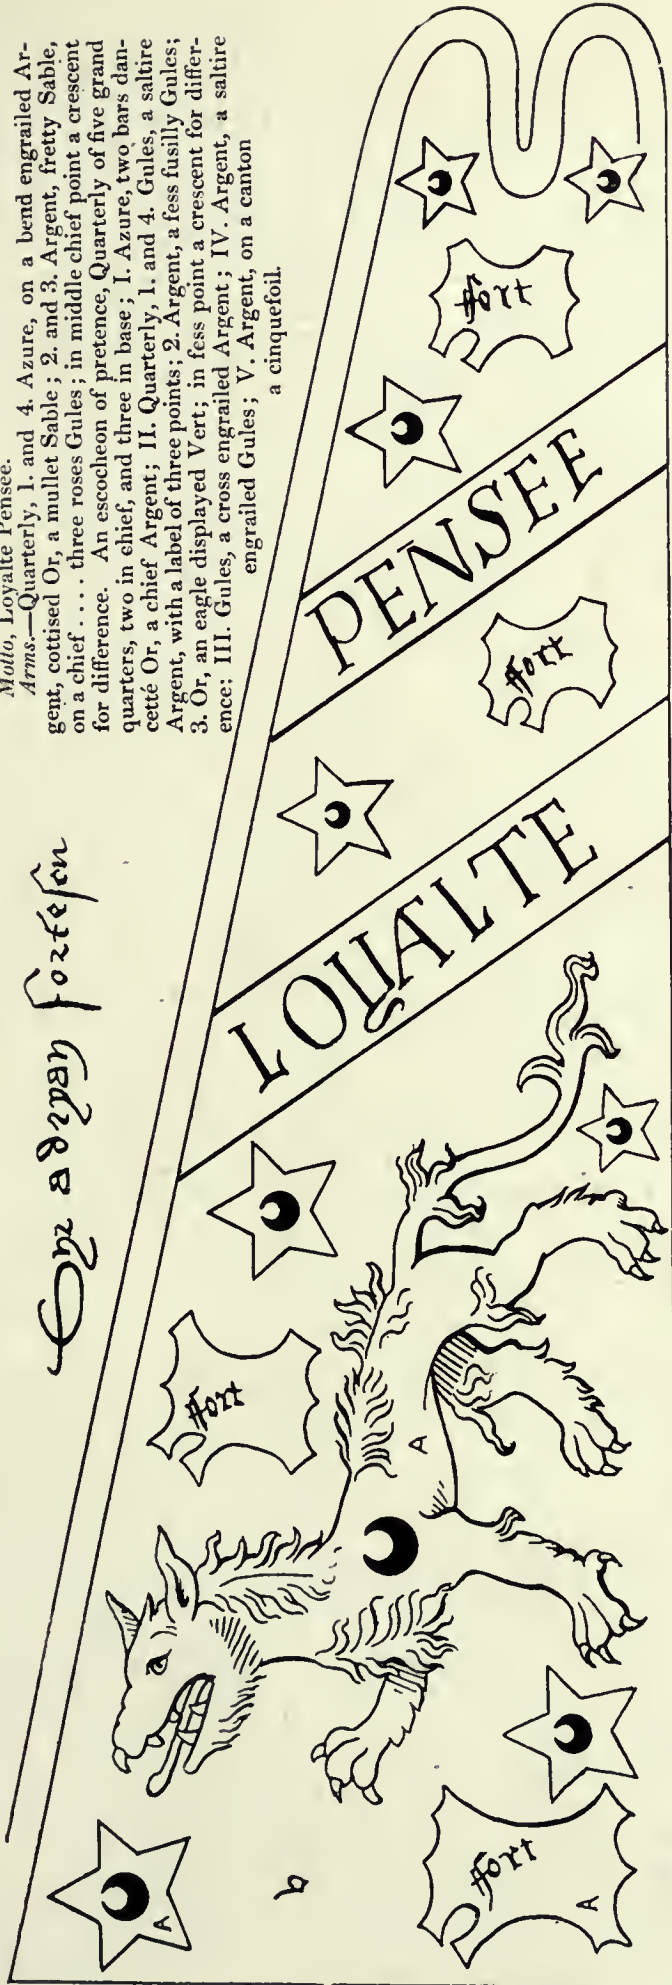 Motto, Loyalte Pensee.
Arms.—Quarterly, 1. and 4. Azure, on a bend engrailed Ar-
gent, cottised Or, a mullet Sable; 2. and 3. Argent, fretty Sable,
on a chief .... three roses Gules; in middle chief point a crescent
for difference. An escocheon of pretence, Quarterly of five grand
quarters, two in chief, and three in base; I. Azure, two bars dan-
cetté Or, a chief Argent; II. Quarterly, 1. and 4. Gules, a saltire
Argent, with a label of three points; 2. Argent, a fess fusilly Gules;
3. Or, an eagle displayed Vert; in fess point a crescent for differ-
ence: III. Gules, a cross engrailed Argent; IV. Argent, a saltire
engrailed Gules; V. Argent, on a canton
a cinquefoil.
Syr adryan fortescu
A
ffort
A
b
A
ffort
LOYALTE
ffort
PENSEE
ffort